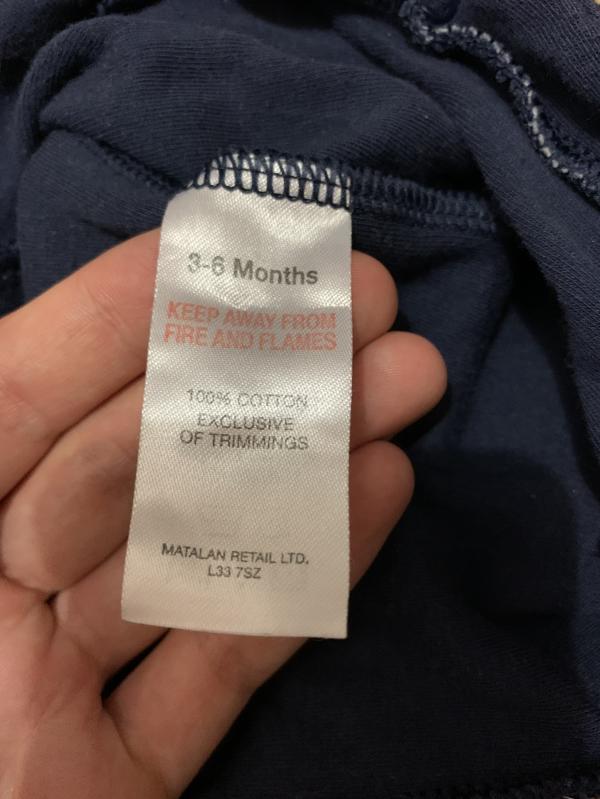 3-6 Months
KEEP AWAY FROM
FIRE AND FLAMES
100% COTTON
EXCLUSIVE
OF TRIMMINGS
MATALAN RETAIL LTD.
L33 7SZ